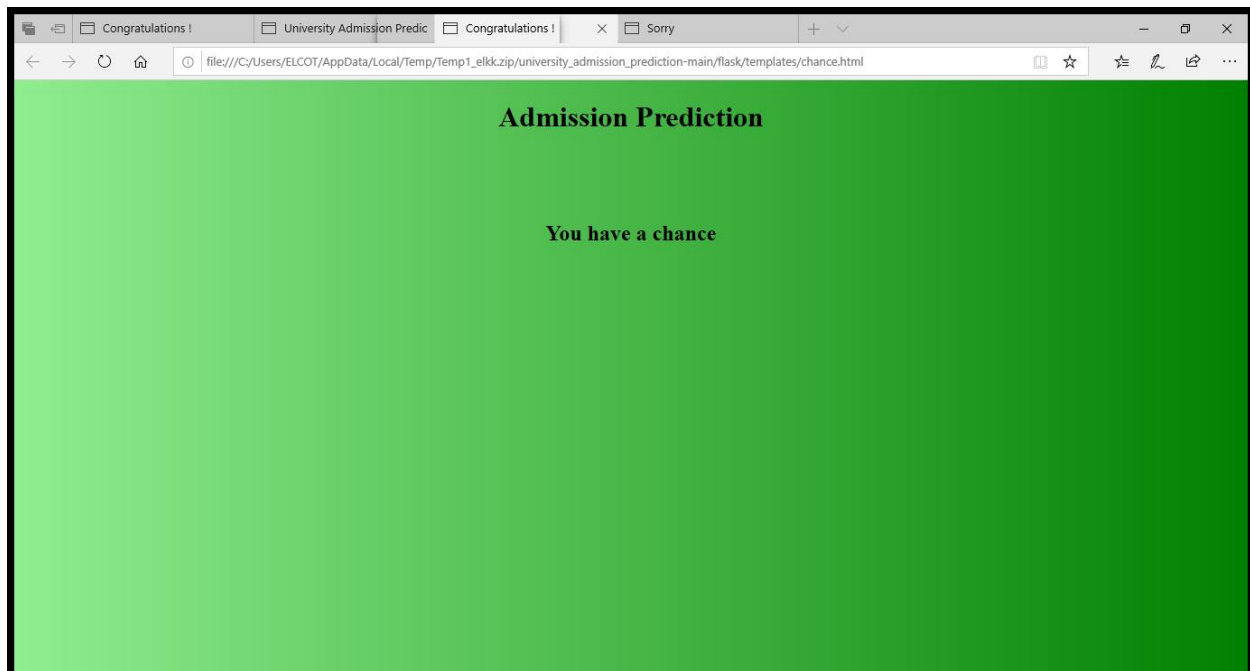 Congratulations ! University Admission Predic Congratulations ! Sorry
file:///C:/Users/ELCOT/AppData/Local/Temp/Temp1_elkk.zip/university_admission_prediction-main/flask/templates/chance.html
Admission Prediction
You have a chance